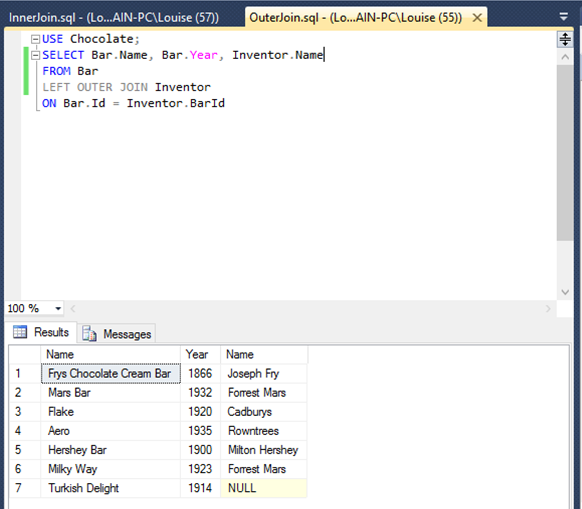 InnerJoin.sql - (Lo...AIN-PC\Louise (57)) OuterJoin.sql - (Lo...AIN-PC\Louise (55))
USE Chocolate;
SELECT Bar.Name, Bar.Year, Inventor.Name
FROM Bar
LEFT OUTER JOIN Inventor
ON Bar.Id = Inventor.BarId
100 %
Results Messages
Name Year Name
1 Frys Chocolate Cream Bar 1866 Joseph Fry
2 Mars Bar 1932 Forrest Mars
3 Flake 1920 Cadburys
4 Aero 1935 Rowntrees
5 Hershey Bar 1900 Milton Hershey
6 Milky Way 1923 Forrest Mars
7 Turkish Delight 1914 NULL